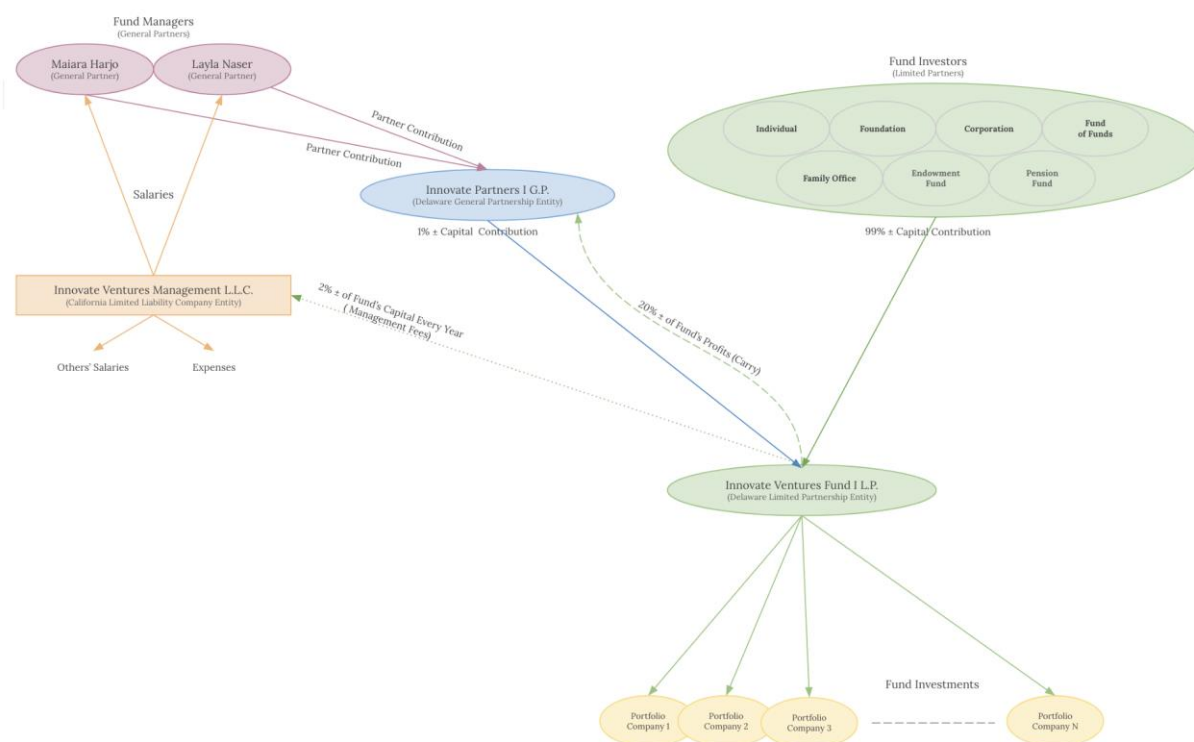 Fund Managers
(General Partners)
Maiara Harjo
(General Partner)
Layla Naser
(General Partner)
Fund Investors
(Limited Partners)
Individual
Foundation
Corporation
Fund
of Funds
Family Office
Endowment
Fund
Pension
Fund
Partner Contribution
Partner Contribution
Salaries
Innovate Partners I G.P.
(Delaware General Partnership Entity)
1% ± Capital Contribution
99% ± Capital Contribution
Innovate Ventures Management L.L.C.
(California Limited Liability Company Entity)
2% ± of Fund's Capital Every Year
( Management Fees)
20% ± of Fund's Profits (Carry)
Others' Salaries
Expenses
Innovate Ventures Fund I L.P.
(Delaware Limited Partnership Entity)
Fund Investments
Portfolio
Company 1
Portfolio
Company 2
Portfolio
Company 3
Portfolio
Company N